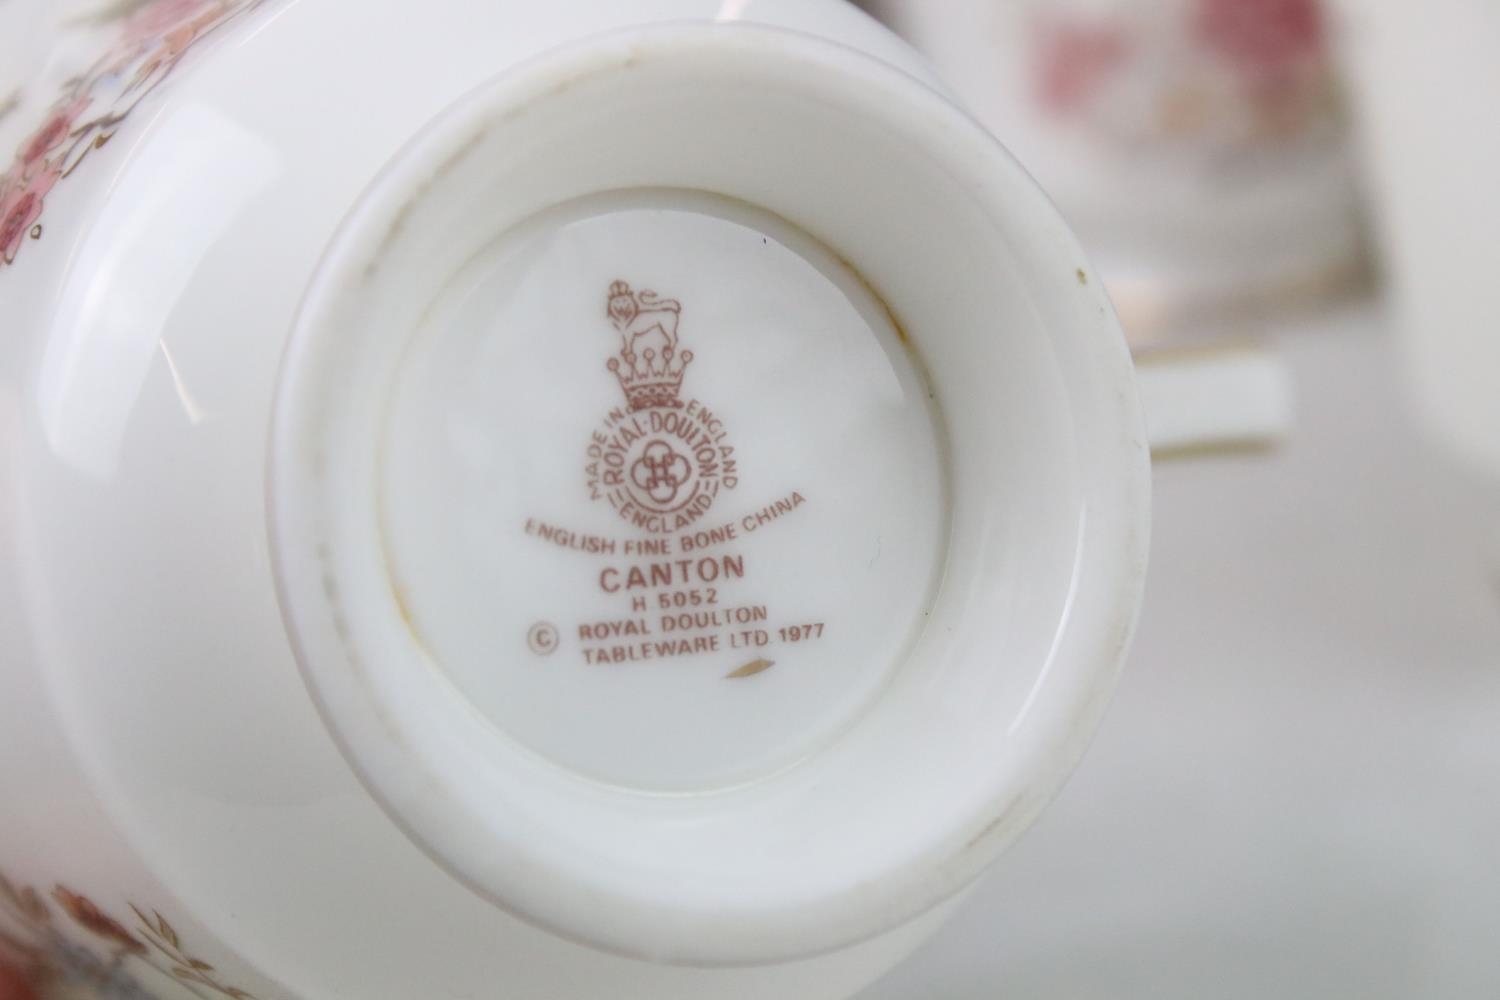 MADE IN ENGLAND
ROYAL·DOULTON
ENGLAND
ENGLISH FINE BONE CHINA
CANTON
H. 5052
© ROYAL DOULTON
TABLEWARE LTD. 1977